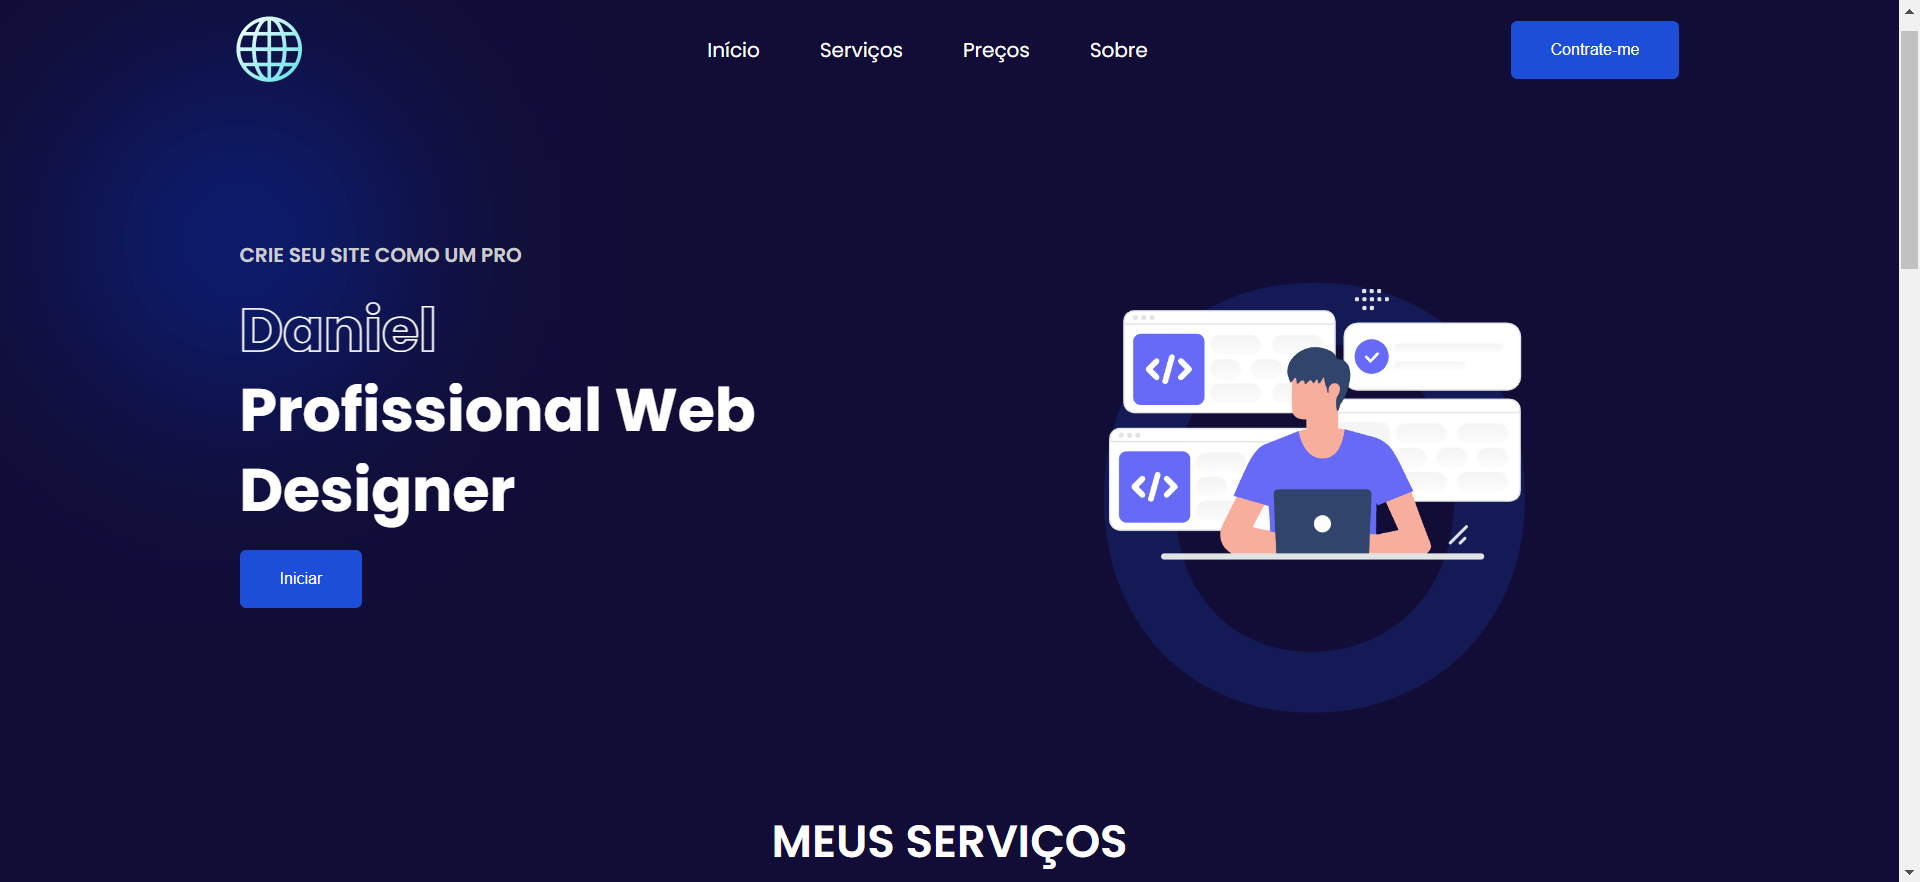 Início
Serviços
Preços
Sobre
Contrate-me
CRIE SEU SITE COMO UM PRO
Daniel
Profissional Web
Designer
Iniciar
MEUS SERVIÇOS